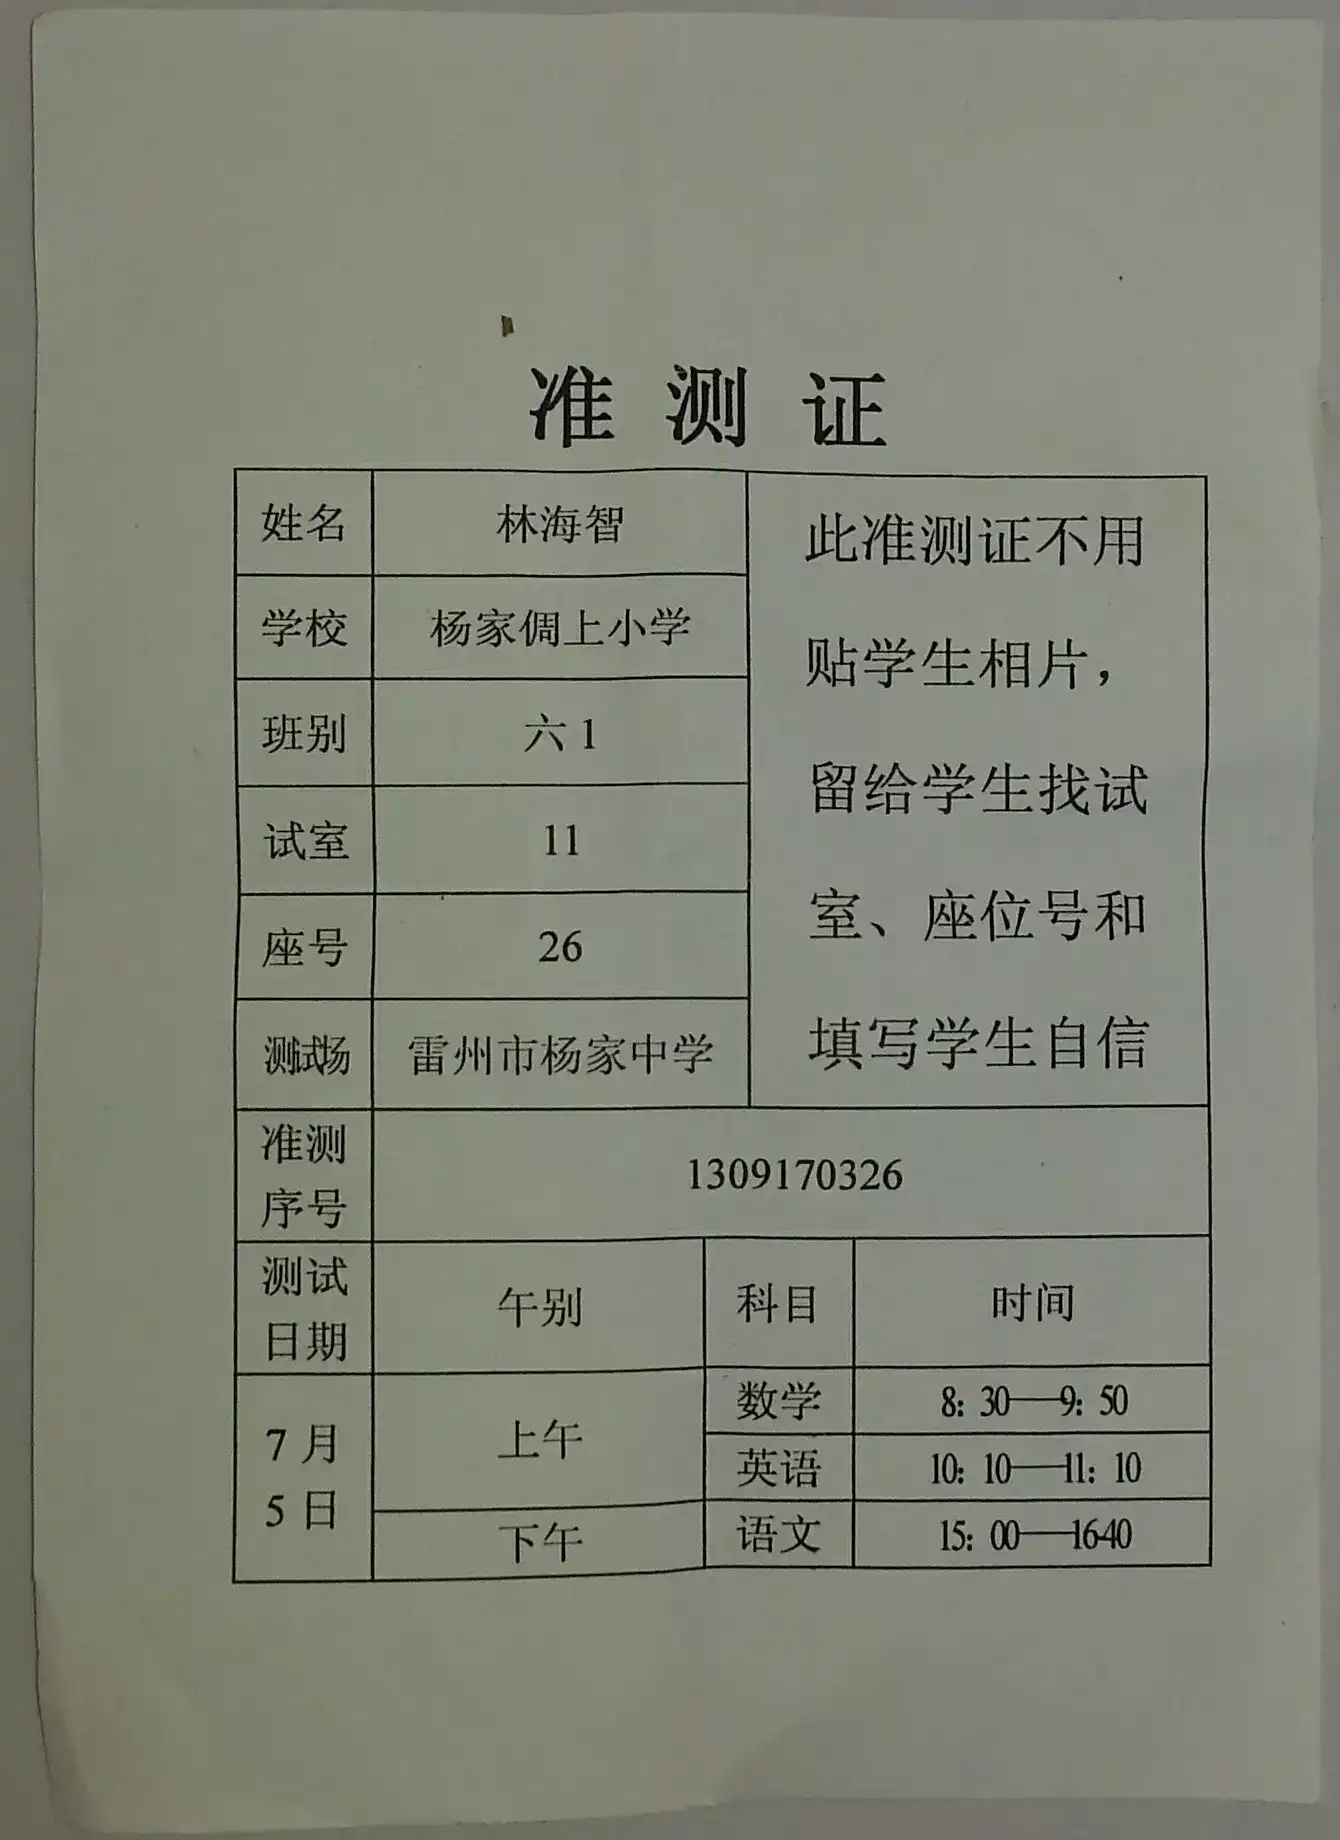 准 测 证
姓名 林海智
学校 杨家倜上小学
班别 六 1
试室 11
座号 26
测试场 雷州市杨家中学
此准测证不用
贴学生相片，
留给学生找试
室、座位号和
填写学生自信
准测
序号
1309170326
测试
日期
午别 科目 时间
7 月
5 日
上午
数学 8：30——9：50
英语 10：10——11：10
下午 语文 15：00——1640